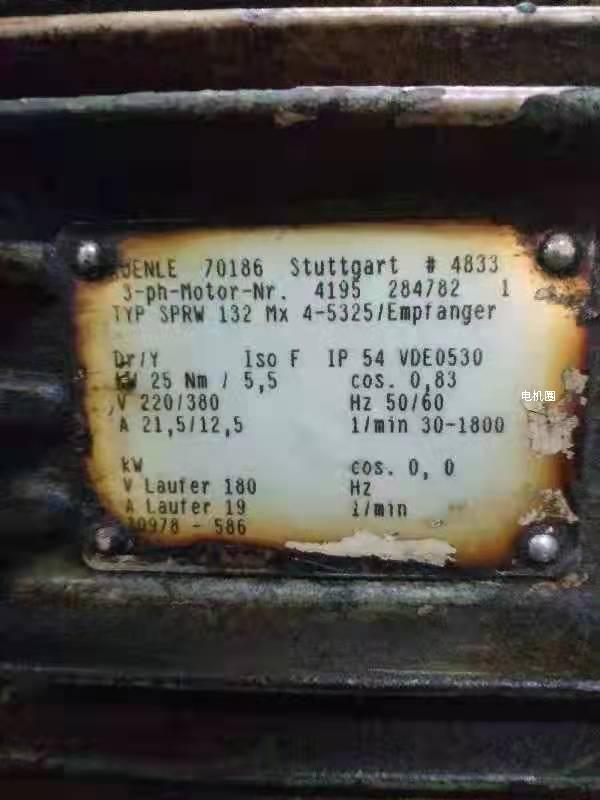 UENLE 70186 Stuttgart # 4833
3-ph-Motor-Nr. 4195 284782 1
TYP SPRW 132 Mx 4-5325/Empfanger
Dr/Y Iso F IP 54 VDE0530
kW 25 Nm / 5,5 cos. 0,83
V 220/380 Hz 50/60
A 21,5/12,5 1/min 30-1800
kW cos. 0, 0
V Laufer 180 Hz
A Laufer 19 1/min
- 586
电机圈